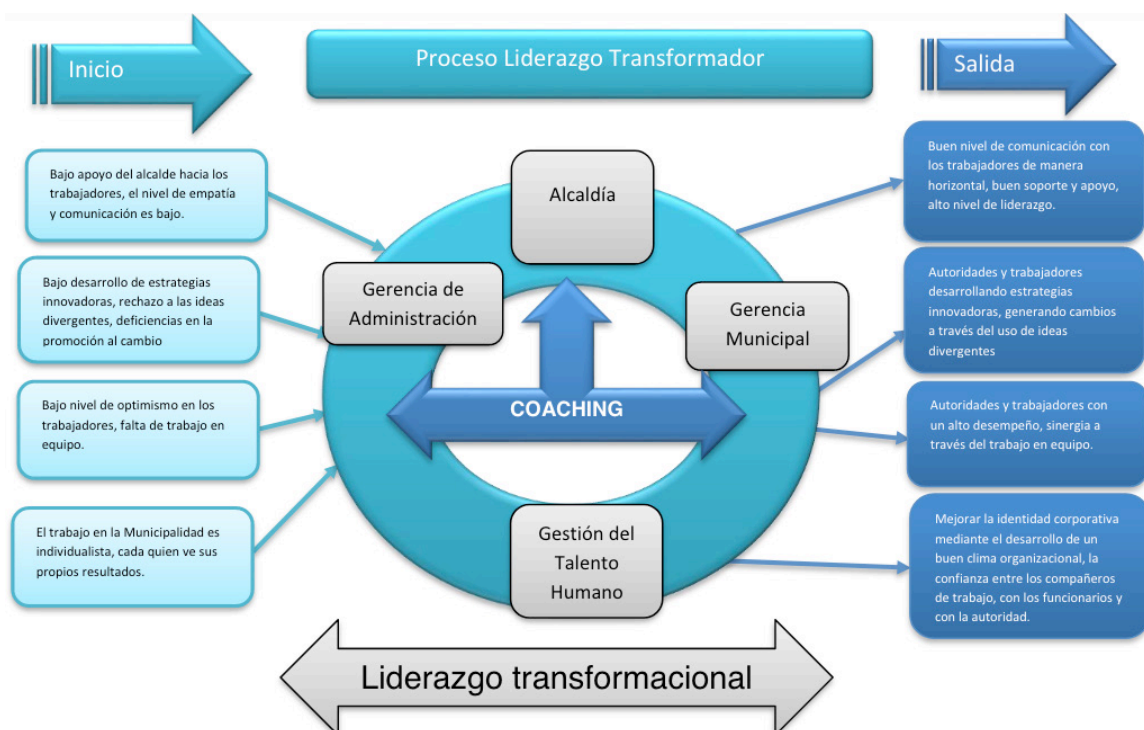 Inicio
Proceso Liderazgo Transformador
Salida
Bajo apoyo del alcalde hacia los
trabajadores, el nivel de empatía
y comunicación es bajo.
Bajo desarrollo de estrategias
innovadoras, rechazo a las ideas
divergentes, deficiencias en la
promoción al cambio
Bajo nivel de optimismo en los
trabajadores, falta de trabajo en
equipo.
El trabajo en la Municipalidad es
individualista, cada quien ve sus
propios resultados.
Alcaldía
Gerencia de
Administración
Gerencia
Municipal
COACHING
Gestión del
Talento
Humano
Buen nivel de comunicación con
los trabajadores de manera
horizontal, buen soporte y apoyo,
alto nivel de liderazgo.
Autoridades y trabajadores
desarrollando estrategias
innovadoras, generando cambios
a través del uso de ideas
divergentes
Autoridades y trabajadores con
un alto desempeño, sinergia a
través del trabajo en equipo.
Mejorar la identidad corporativa
mediante el desarrollo de un
buen clima organizacional, la
confianza entre los compañeros
de trabajo, con los funcionarios y
con la autoridad.
Liderazgo transformacional